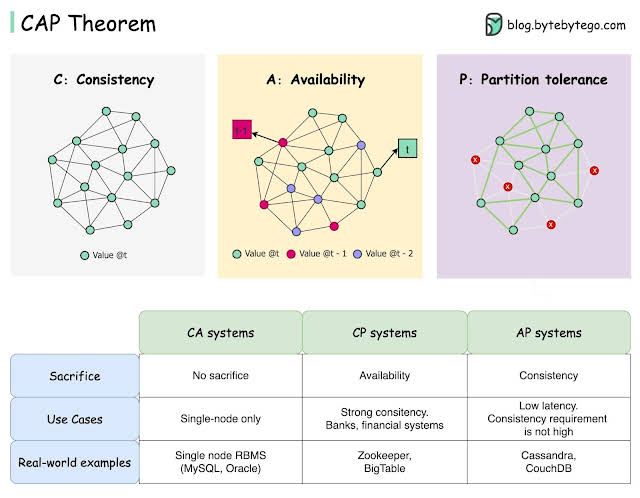 CAP Theorem
blog.bytebytego.com
C: Consistency
Value @t
A: Availability
t-1
t
Value @t
Value @t - 1
Value @t - 2
P: Partition tolerance
X
X
X
X
CA systems
CP systems
AP systems
Sacrifice
No sacrifice
Availability
Consistency
Use Cases
Single-node only
Strong consitency.
Banks, financial systems
Low latency.
Consistency requirement
is not high
Real-world examples
Single node RBMS
(MySQL, Oracle)
Zookeeper,
BigTable
Cassandra,
CouchDB